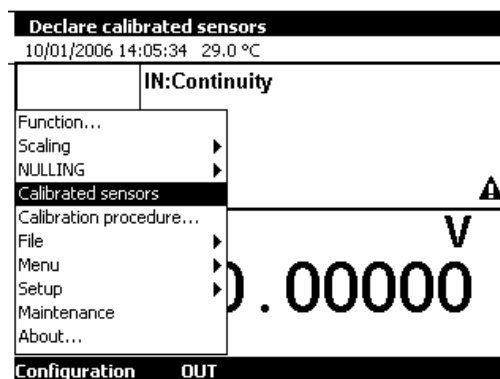 Declare calibrated sensors
10/01/2006 14:05:34 29.0 °C
IN:Continuity
Function...
Scaling
NULLING
Calibrated sensors
Calibration procedure...
File
Menu
Setup
Maintenance
About...
V
0.00000
Configuration OUT